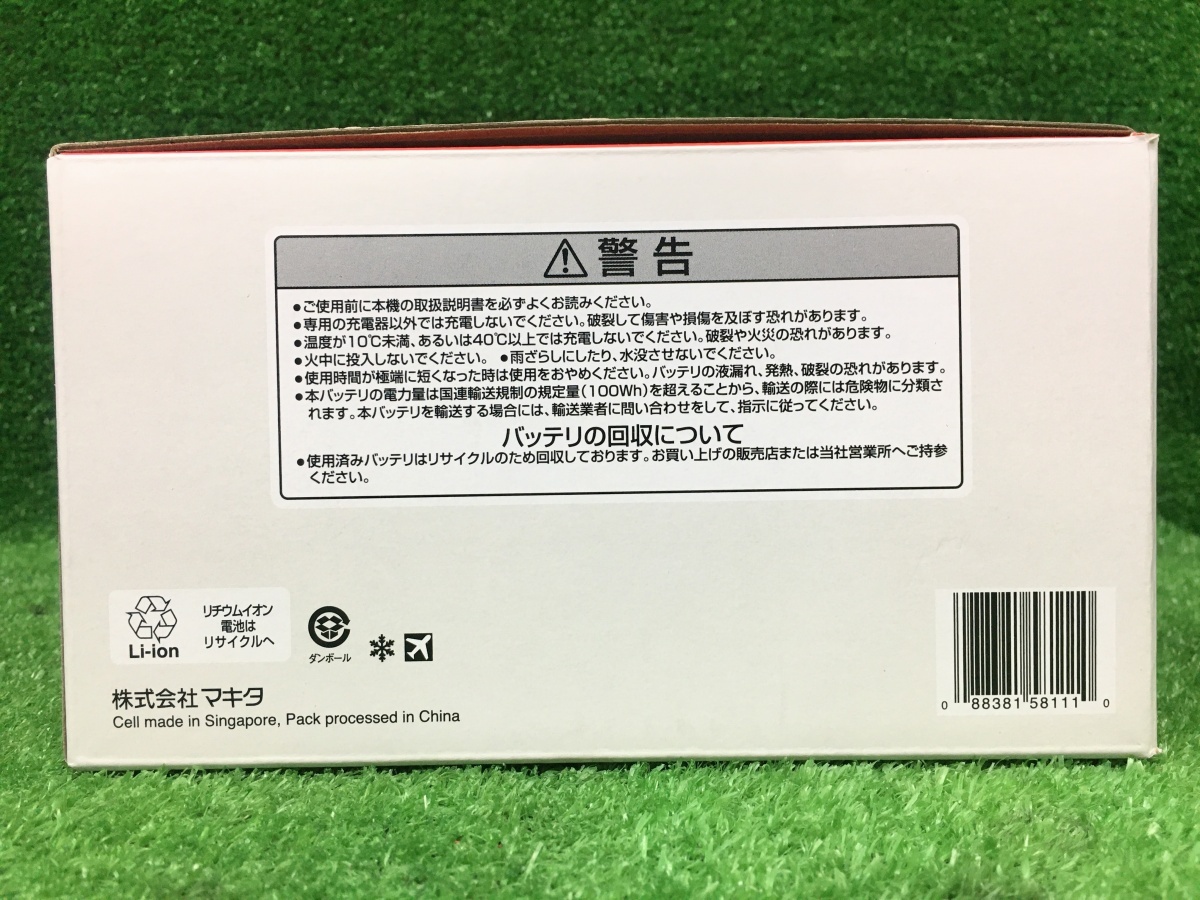 警告
●ご使用前に本機の取扱説明書を必ずよくお読みください。
●専用の充電器以外では充電しないでください。破裂して傷害や損傷を及ぼす恐れがあります。
●温度が10℃未満、あるいは40℃以上では充電しないでください。破裂や火災の恐れがあります。
●火中に投入しないでください。 ●雨ざらしにしたり、水没させないでください。
●使用時間が極端に短くなった時は使用をおやめください。バッテリの液漏れ、発熱、破裂の恐れがあります。
●本バッテリの電力量は国連輸送規制の規定量(100Wh)を超えることから、輸送の際には危険物に分類さ
れます。本バッテリを輸送する場合には、輸送業者に問い合わせをして、指示に従ってください。
バッテリの回収について
●使用済みバッテリはリサイクルのため回収しております。お買い上げの販売店または当社営業所へご持参
ください。
リチウムイオン
電池は
リサイクルへ
Li-ion
ダンボール
株式会社マキタ
Cell made in Singapore, Pack processed in China
0 88381 58111 0